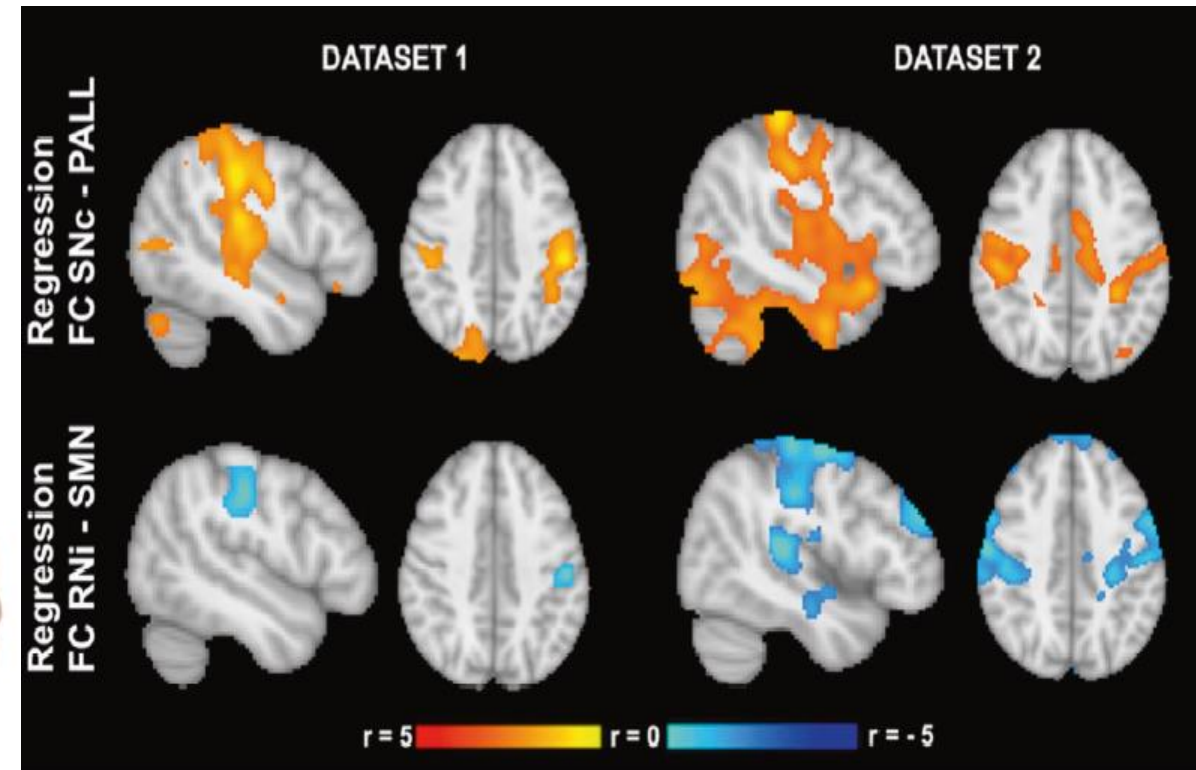 DATASET 1
DATASET 2
Regression
FC SNc - PALL
Regression
FC RNi - SMN
r = 5
r = 0
r = - 5